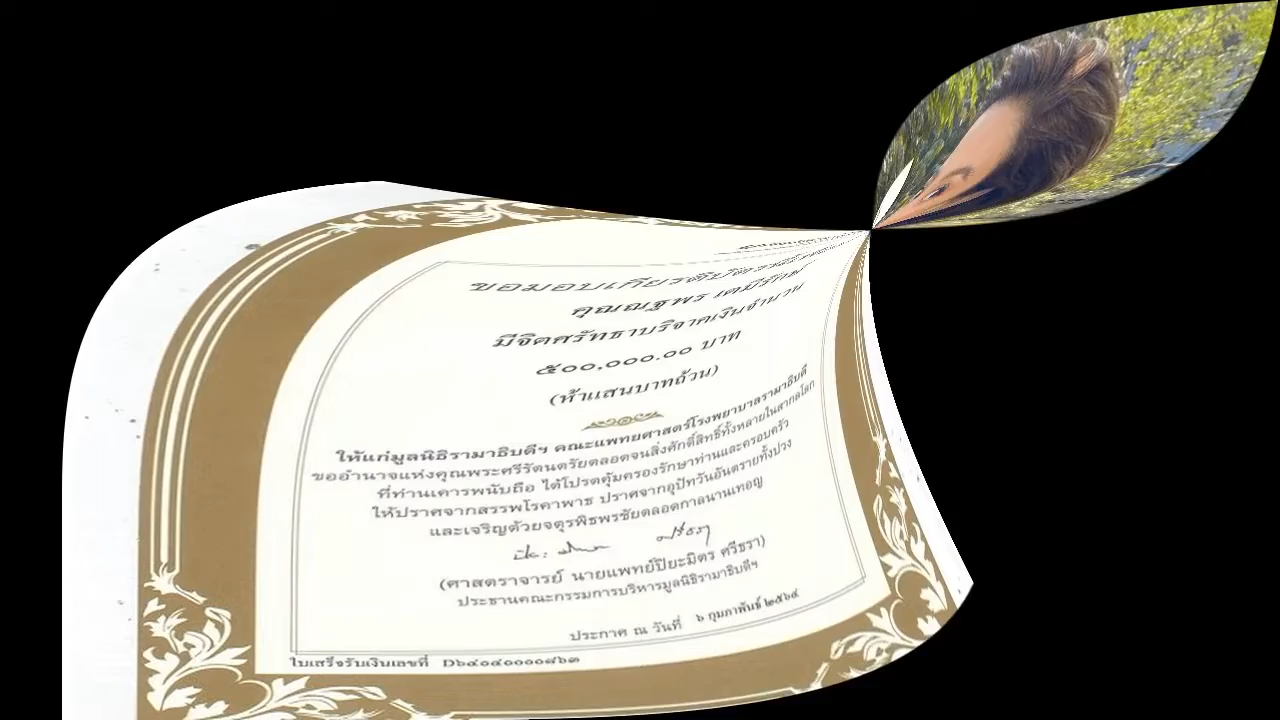 ขอมอบเกียรติบัตรฉบับนี้
คุณณฐพร เตมีรักษ์
มีจิตศรัทธาบริจาคเงินจำนวน
๕๐๐,๐๐๐.๐๐ บาท
(ห้าแสนบาทถ้วน)
ให้แก่มูลนิธิรามาธิบดีฯ คณะแพทยศาสตร์โรงพยาบาลรามาธิบดี
ขออำนาจแห่งคุณพระศรีรัตนตรัยตลอดจนสิ่งศักดิ์สิทธิ์ทั้งหลายในสากลโลก
ที่ท่านเคารพนับถือ ได้โปรดคุ้มครองรักษาท่านและครอบครัว
ให้ปราศจากสรรพโรคาพาธ ปราศจากอุปัทวันอันตรายทั้งปวง
และเจริญด้วยจตุรพิธพรชัยตลอดกาลนานเทอญ
(ศาสตราจารย์ นายแพทย์ปิยะมิตร ศรีธรา)
ประธานคณะกรรมการบริหารมูลนิธิรามาธิบดีฯ
ประกาศ ณ วันที่ ๖ กุมภาพันธ์ ๒๕๖๔
ใบเสร็จรับเงินเลขที่ D๖๔๐๔๐๐๐๐๘๖๓